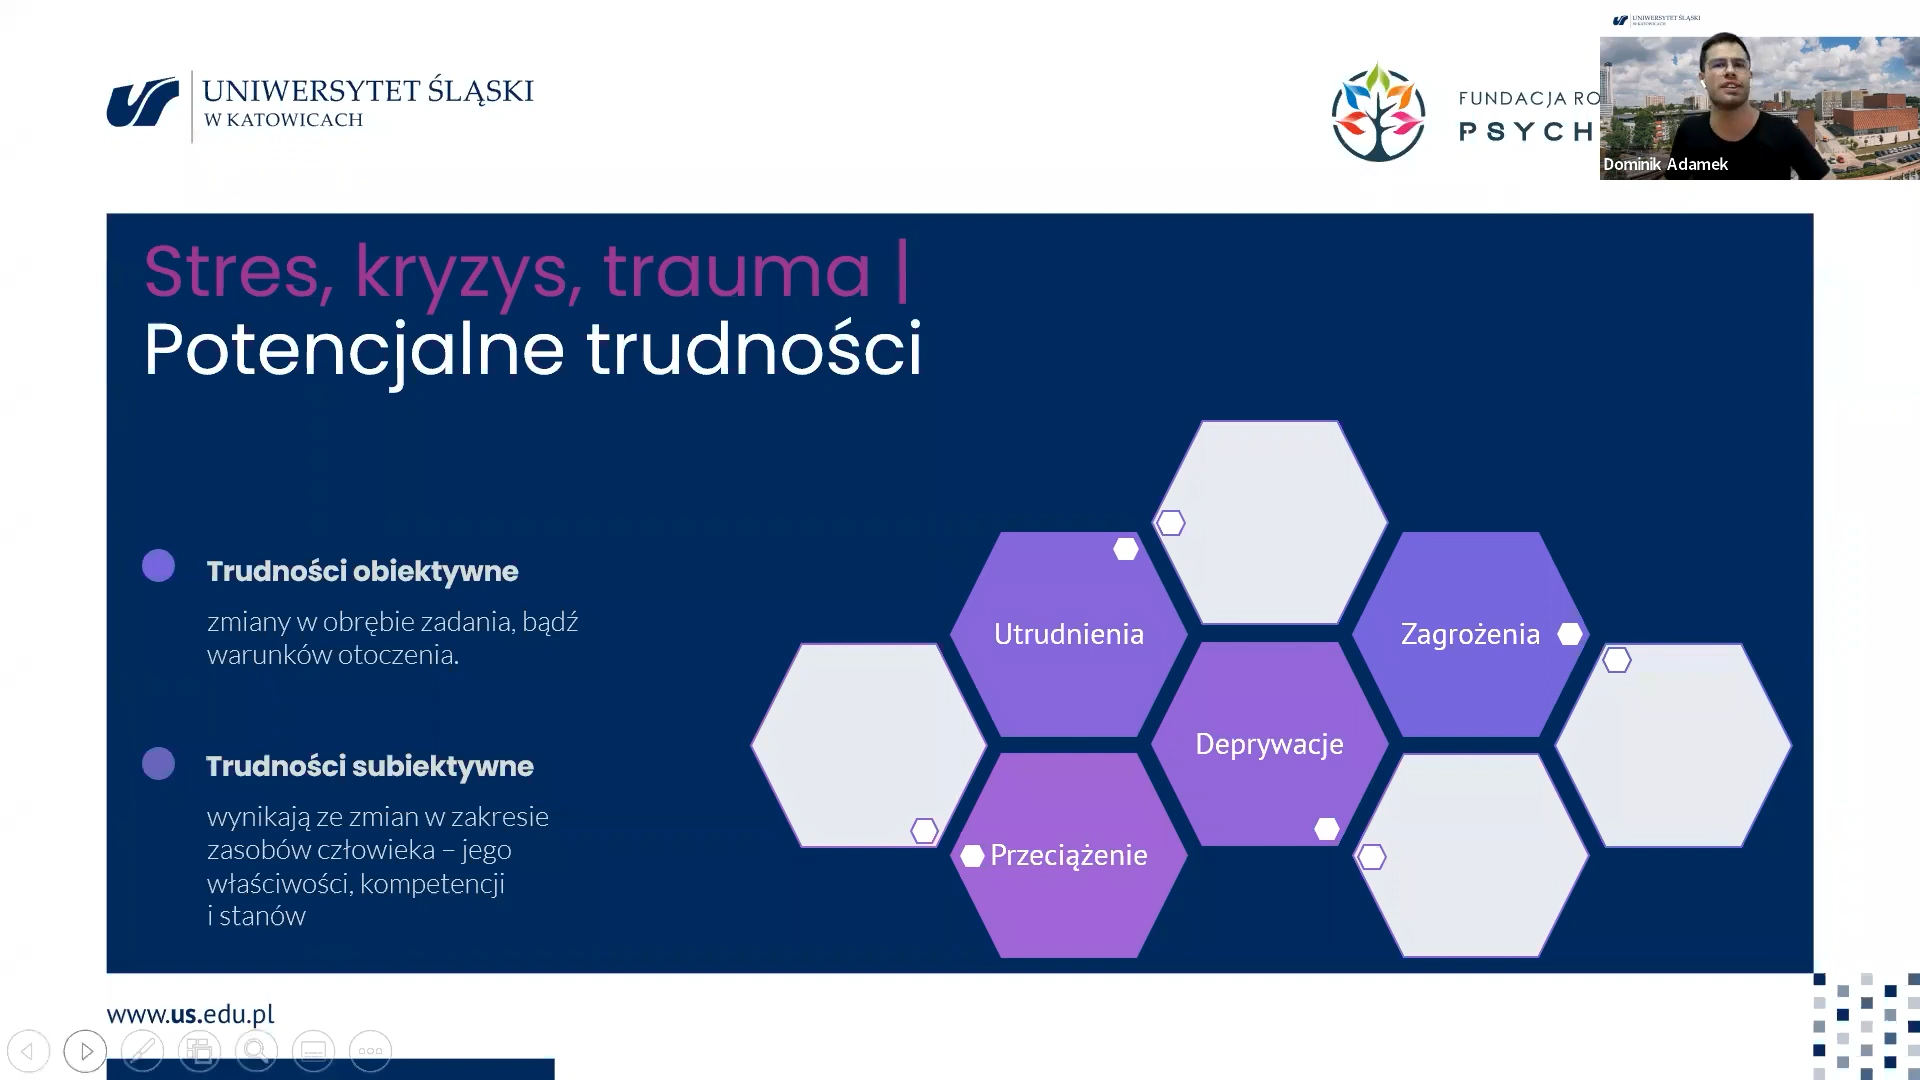 UNIWERSYTET ŚLĄSKI
W KATOWICACH
FUNDACJA
PSYCH
UNIWERSYTET ŚLĄSKI
W KATOWICACH
Dominik Adamek
Stres, kryzys, trauma |
Potencjalne trudności
Trudności obiektywne
zmiany w obrębie zadania, bądź
warunków otoczenia.
Trudności subiektywne
wynikają ze zmian w zakresie
zasobów człowieka – jego
właściwości, kompetencji
i stanów
Utrudnienia
Zagrożenia
Deprywacje
Przeciążenie
www.us.edu.pl